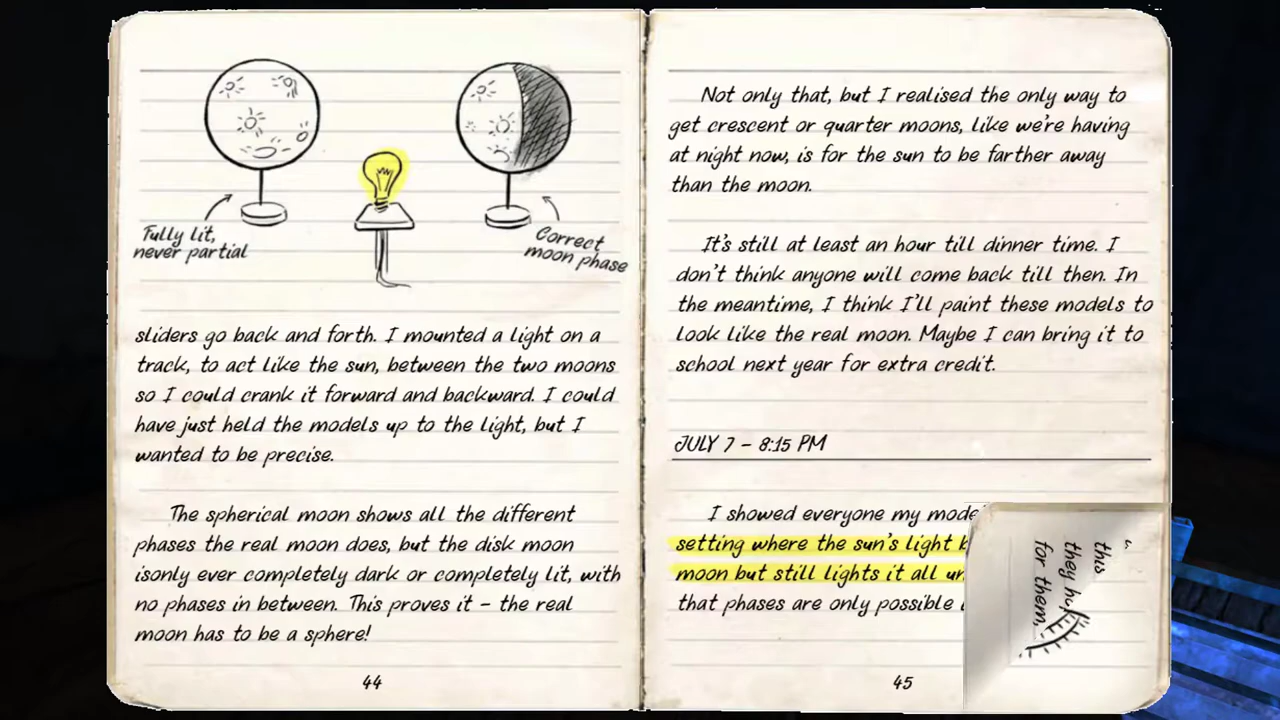 Fully lit,
never partial
Correct
moon phase
sliders go back and forth. I mounted a light on a
track, to act like the sun, between the two moons
so I could crank it forward and backward. I could
have just held the models up to the light, but I
wanted to be precise.
The spherical moon shows all the different
phases the real moon does, but the disk moon
isonly ever completely dark or completely lit, with
no phases in between. This proves it - the real
moon has to be a sphere!
44
Not only that, but I realised the only way to
get crescent or quarter moons, like we're having
at night now, is for the sun to be farther away
than the moon.
It's still at least an hour till dinner time. I
don't think anyone will come back till then. In
the meantime, I think I'll paint these models to
look like the real moon. Maybe I can bring it to
school next year for extra credit.
JULY 7 - 8:15 PM
I showed everyone my
setting where the sun's light
moon but still lights it all
that phases are only possible
45
this
they
for them,